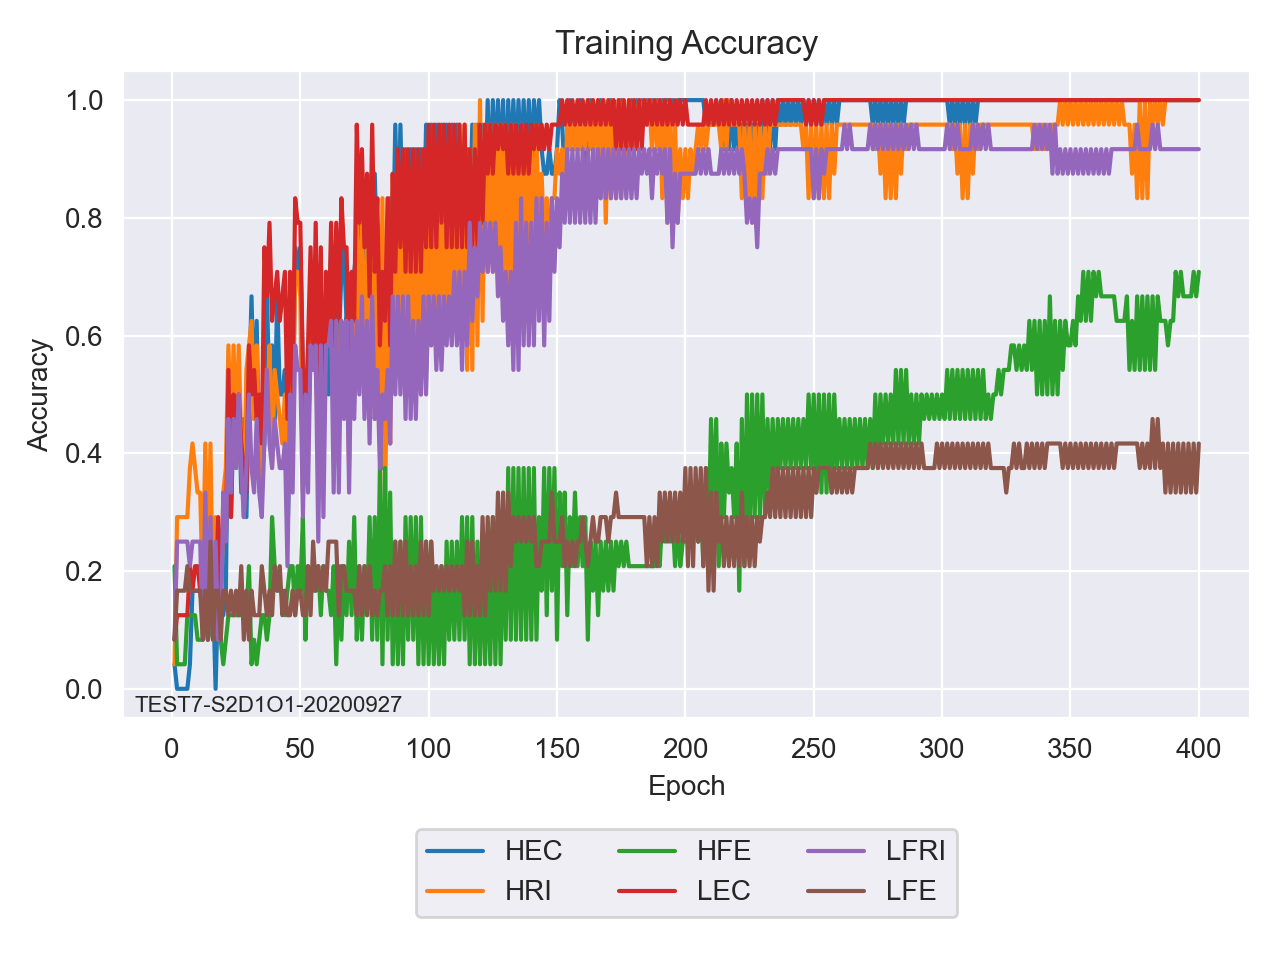 Training Accuracy
1.0
0.8
0.6
0.4
0.2
0.0
Accuracy
TEST7-S2D1O1-20200927
0 50 100 150 200 250 300 350 400
Epoch
HEC HFE LFRI
HRI LEC LFE